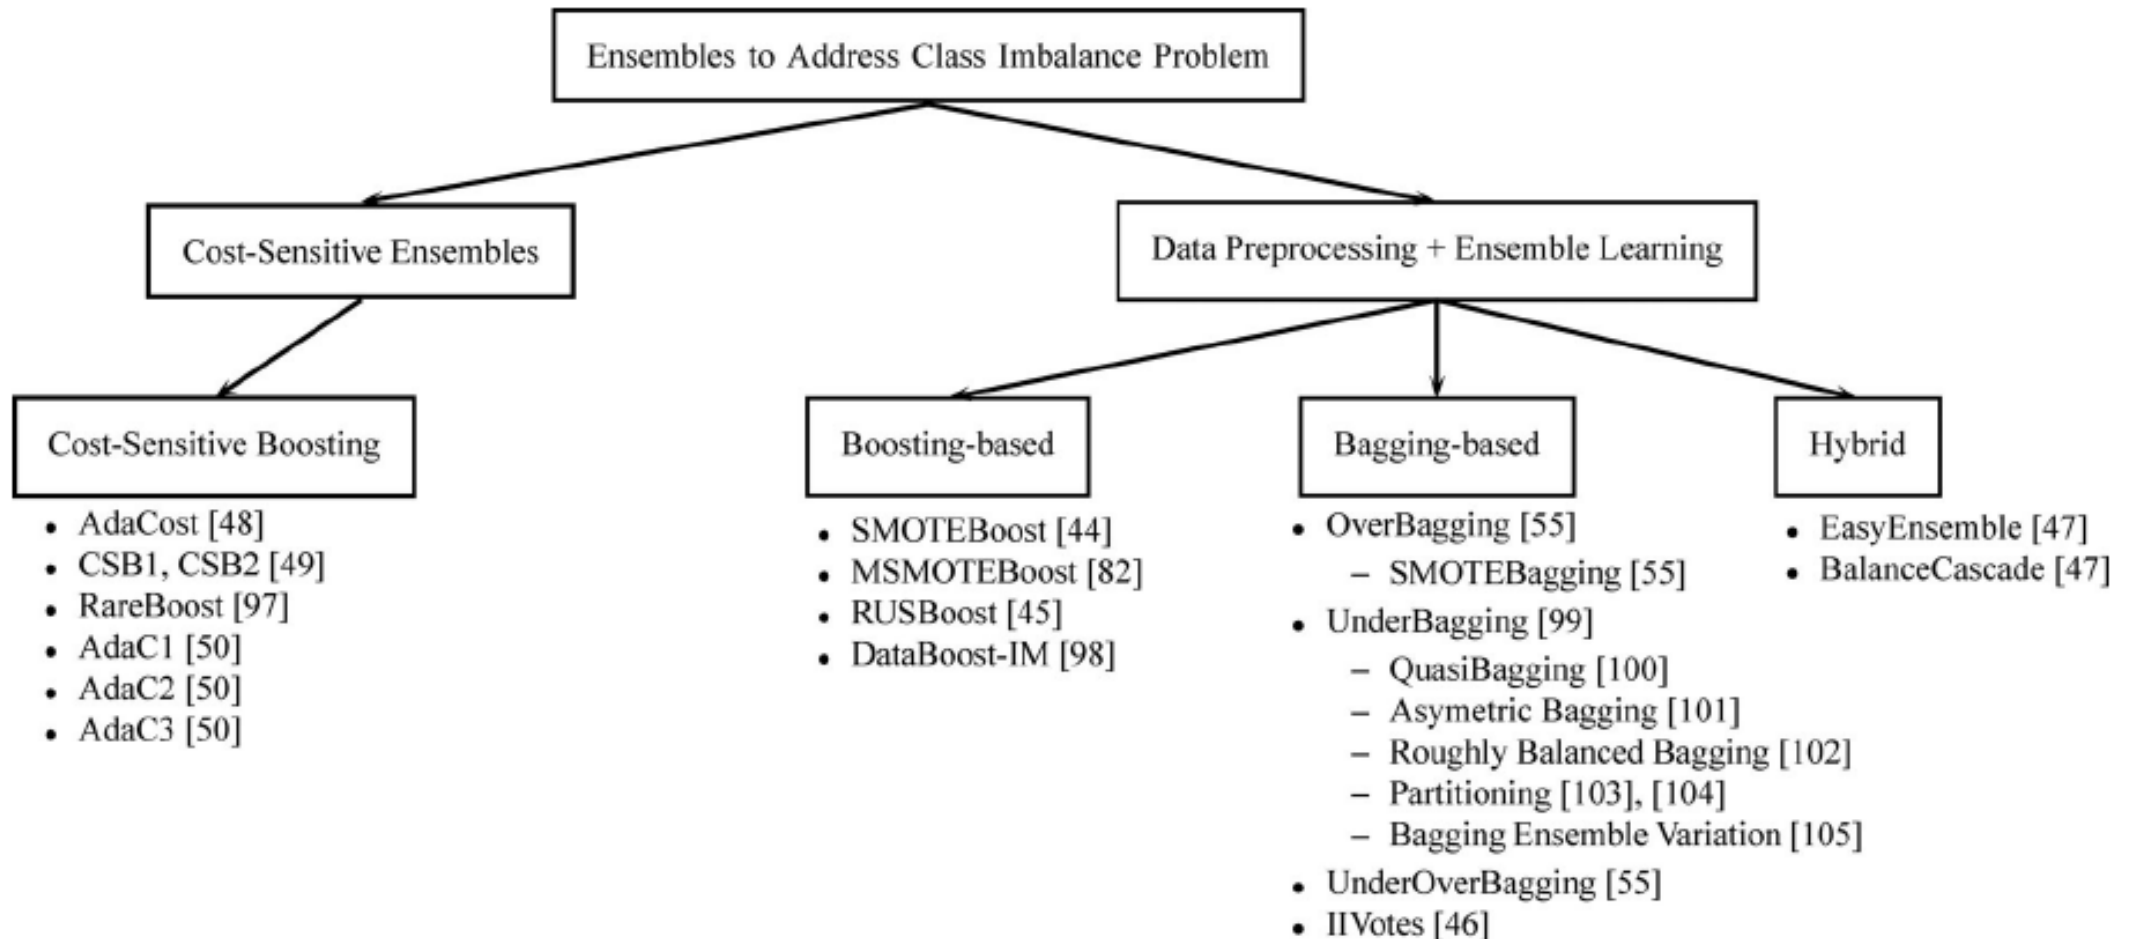 Ensembles to Address Class Imbalance Problem
Cost-Sensitive Ensembles
Data Preprocessing + Ensemble Learning
Cost-Sensitive Boosting
Boosting-based
Bagging-based
Hybrid
• AdaCost [48]
• CSB1, CSB2 [49]
• RareBoost [97]
• AdaC1 [50]
• AdaC2 [50]
• AdaC3 [50]
• SMOTEBoost [44]
• MSMOTEBoost [82]
• RUSBoost [45]
• DataBoost-IM [98]
• OverBagging [55]
– SMOTEBagging [55]
• UnderBagging [99]
– QuasiBagging [100]
– Asymetric Bagging [101]
– Roughly Balanced Bagging [102]
– Partitioning [103], [104]
– Bagging Ensemble Variation [105]
• UnderOverBagging [55]
• IIVotes [46]
• EasyEnsemble [47]
• BalanceCascade [47]